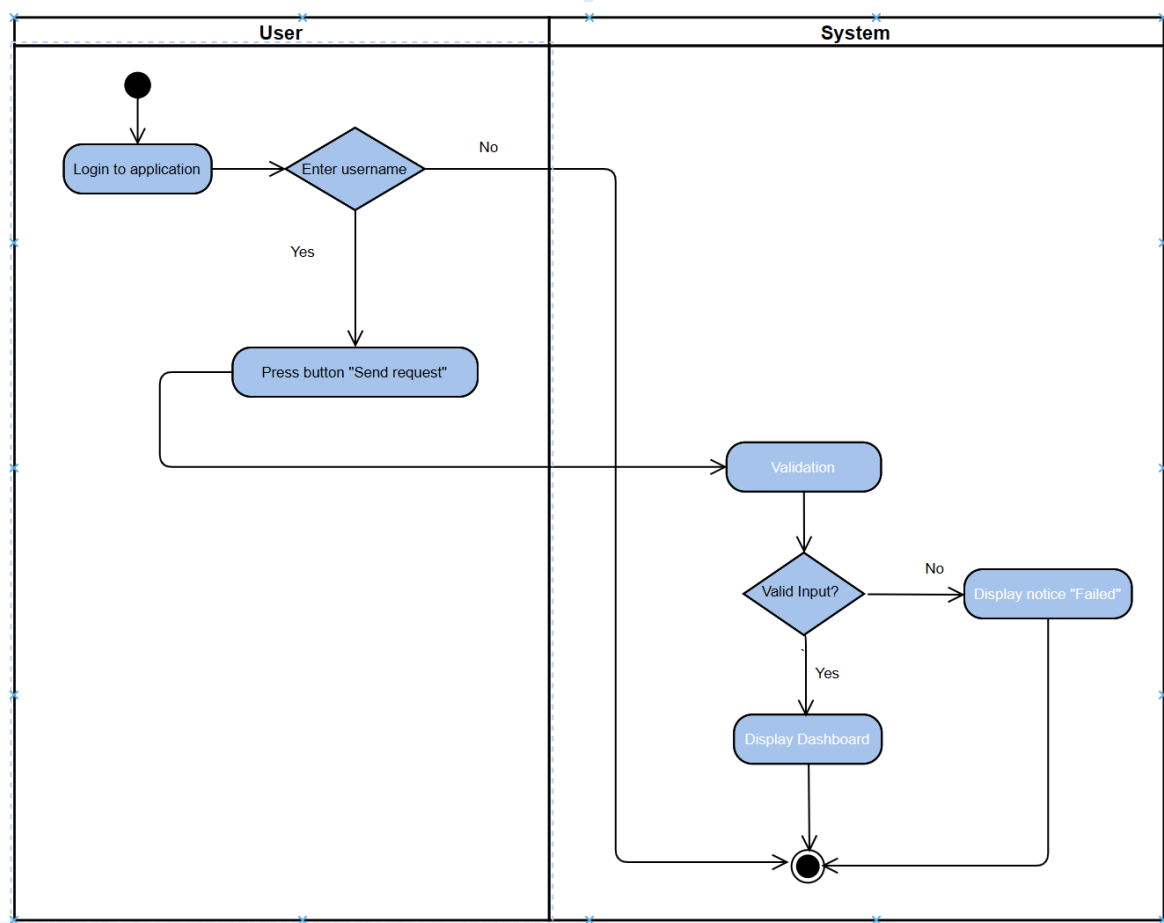 User
System
Login to application
Enter username
No
Yes
Press button "Send request"
Validation
Valid Input?
No
Display notice "Failed"
Yes
Display Dashboard